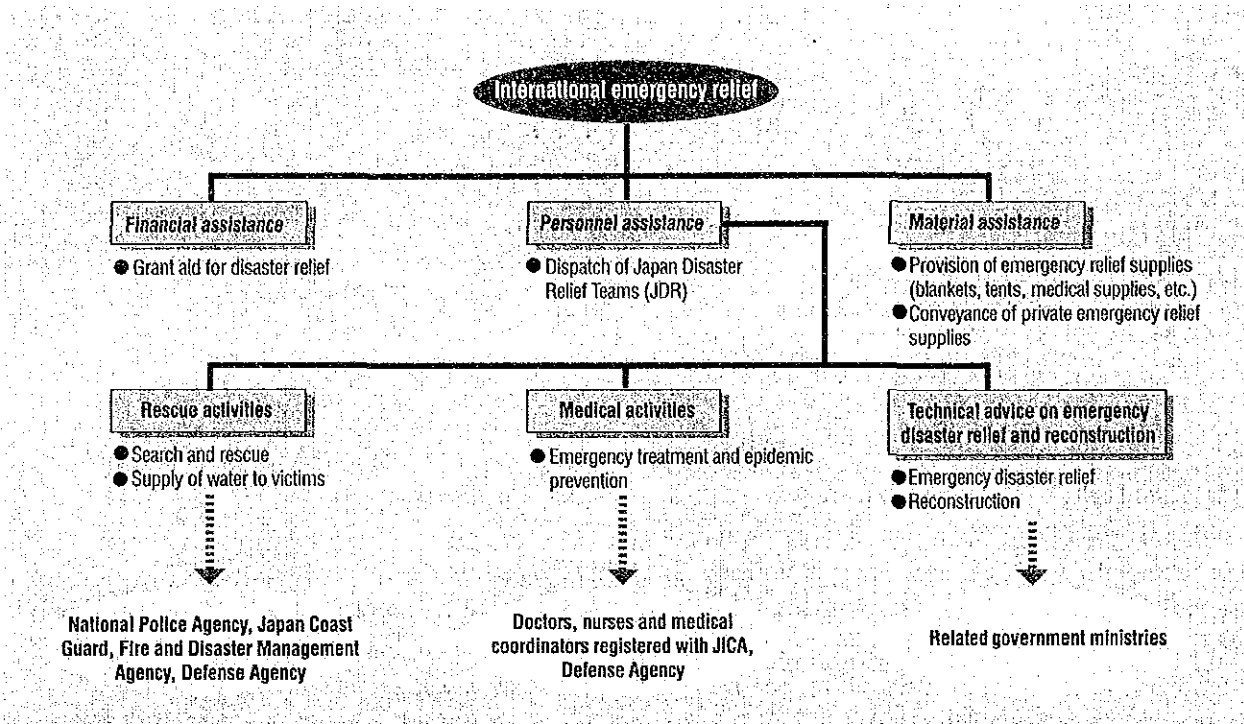 International emergency relief
Financial assistance
● Grant aid for disaster relief
Personnel assistance
● Dispatch of Japan Disaster
Relief Teams (JDR)
Material assistance
● Provision of emergency relief supplies
(blankets, tents, medical supplies, etc.)
● Conveyance of private emergency relief
supplies
Rescue activities
● Search and rescue
● Supply of water to victims
Medical activities
● Emergency treatment and epidemic
prevention
Technical advice on emergency
disaster relief and reconstruction
● Emergency disaster relief
● Reconstruction
National Police Agency, Japan Coast
Guard, Fire and Disaster Management
Agency, Defense Agency
Doctors, nurses and medical
coordinators registered with JICA,
Defense Agency
Related government ministries